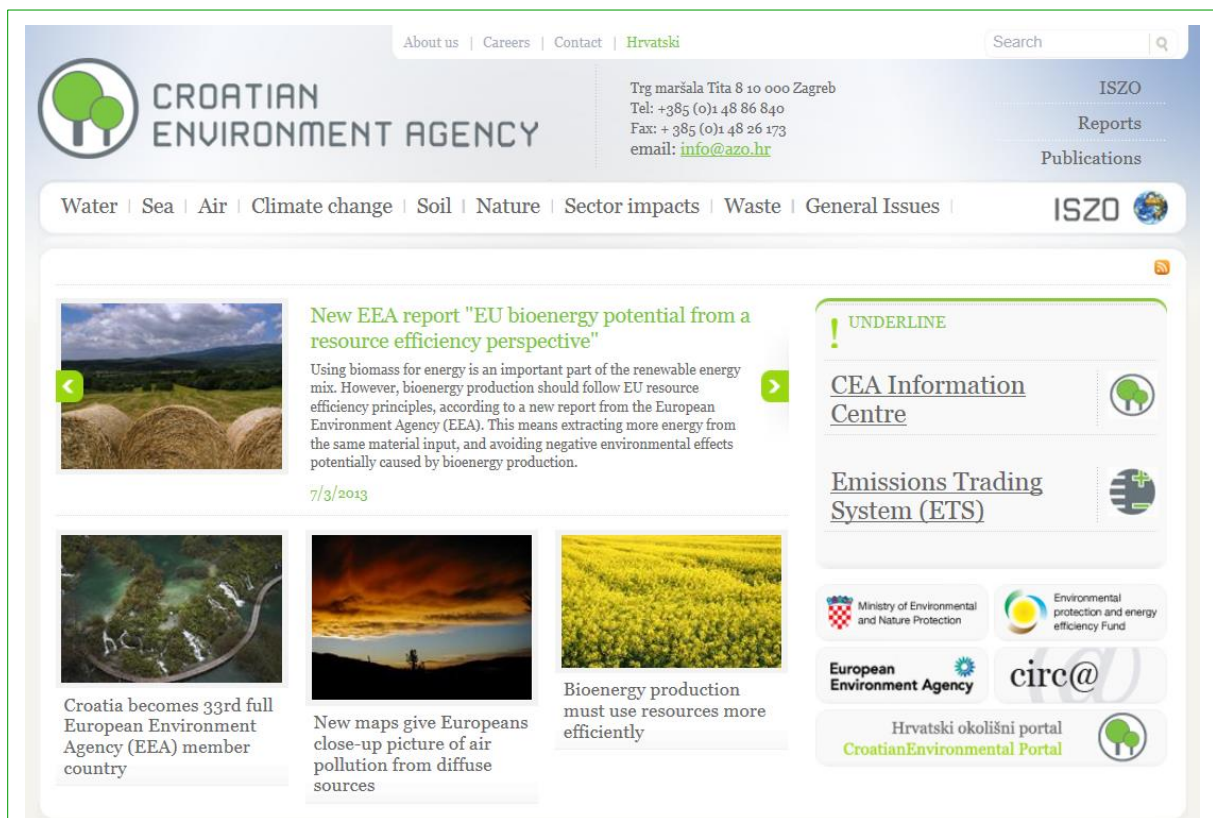 About us | Careers | Contact | Hrvatski
Search
CROATIAN
ENVIRONMENT AGENCY
Trg maršala Tita 8 10 000 Zagreb
Tel: +385 (0)1 48 86 840
Fax: + 385 (0)1 48 26 173
email: info@azo.hr
ISZO
Reports
Publications
Water | Sea | Air | Climate change | Soil | Nature | Sector impacts | Waste | General Issues |
ISZO
New EEA report "EU bioenergy potential from a
resource efficiency perspective"
Using biomass for energy is an important part of the renewable energy
mix. However, bioenergy production should follow EU resource
efficiency principles, according to a new report from the European
Environment Agency (EEA). This means extracting more energy from
the same material input, and avoiding negative environmental effects
potentially caused by bioenergy production.
7/3/2013
! UNDERLINE
CEA Information
Centre
Emissions Trading
System (ETS)
Croatia becomes 33rd full
European Environment
Agency (EEA) member
country
New maps give Europeans
close-up picture of air
pollution from diffuse
sources
Bioenergy production
must use resources more
efficiently
Ministry of Environmental
and Nature Protection
Environmental
protection and energy
efficiency Fund
European
Environment Agency
circ@
Hrvatski okolišni portal
CroatianEnvironmental Portal